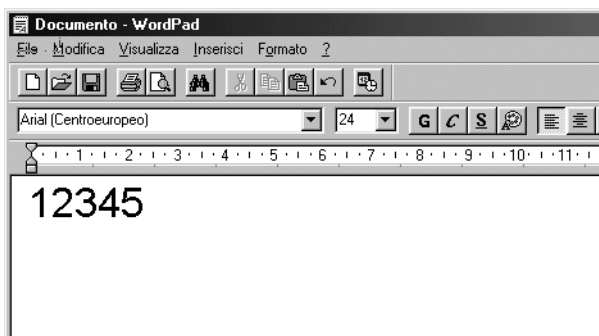 Documento - WordPad
File Modifica Visualizza Inserisci Formato ?
Arial (Centroeuropeo) 24 G C S
1 2 3 4 5 6 7 8 9 10 11
12345